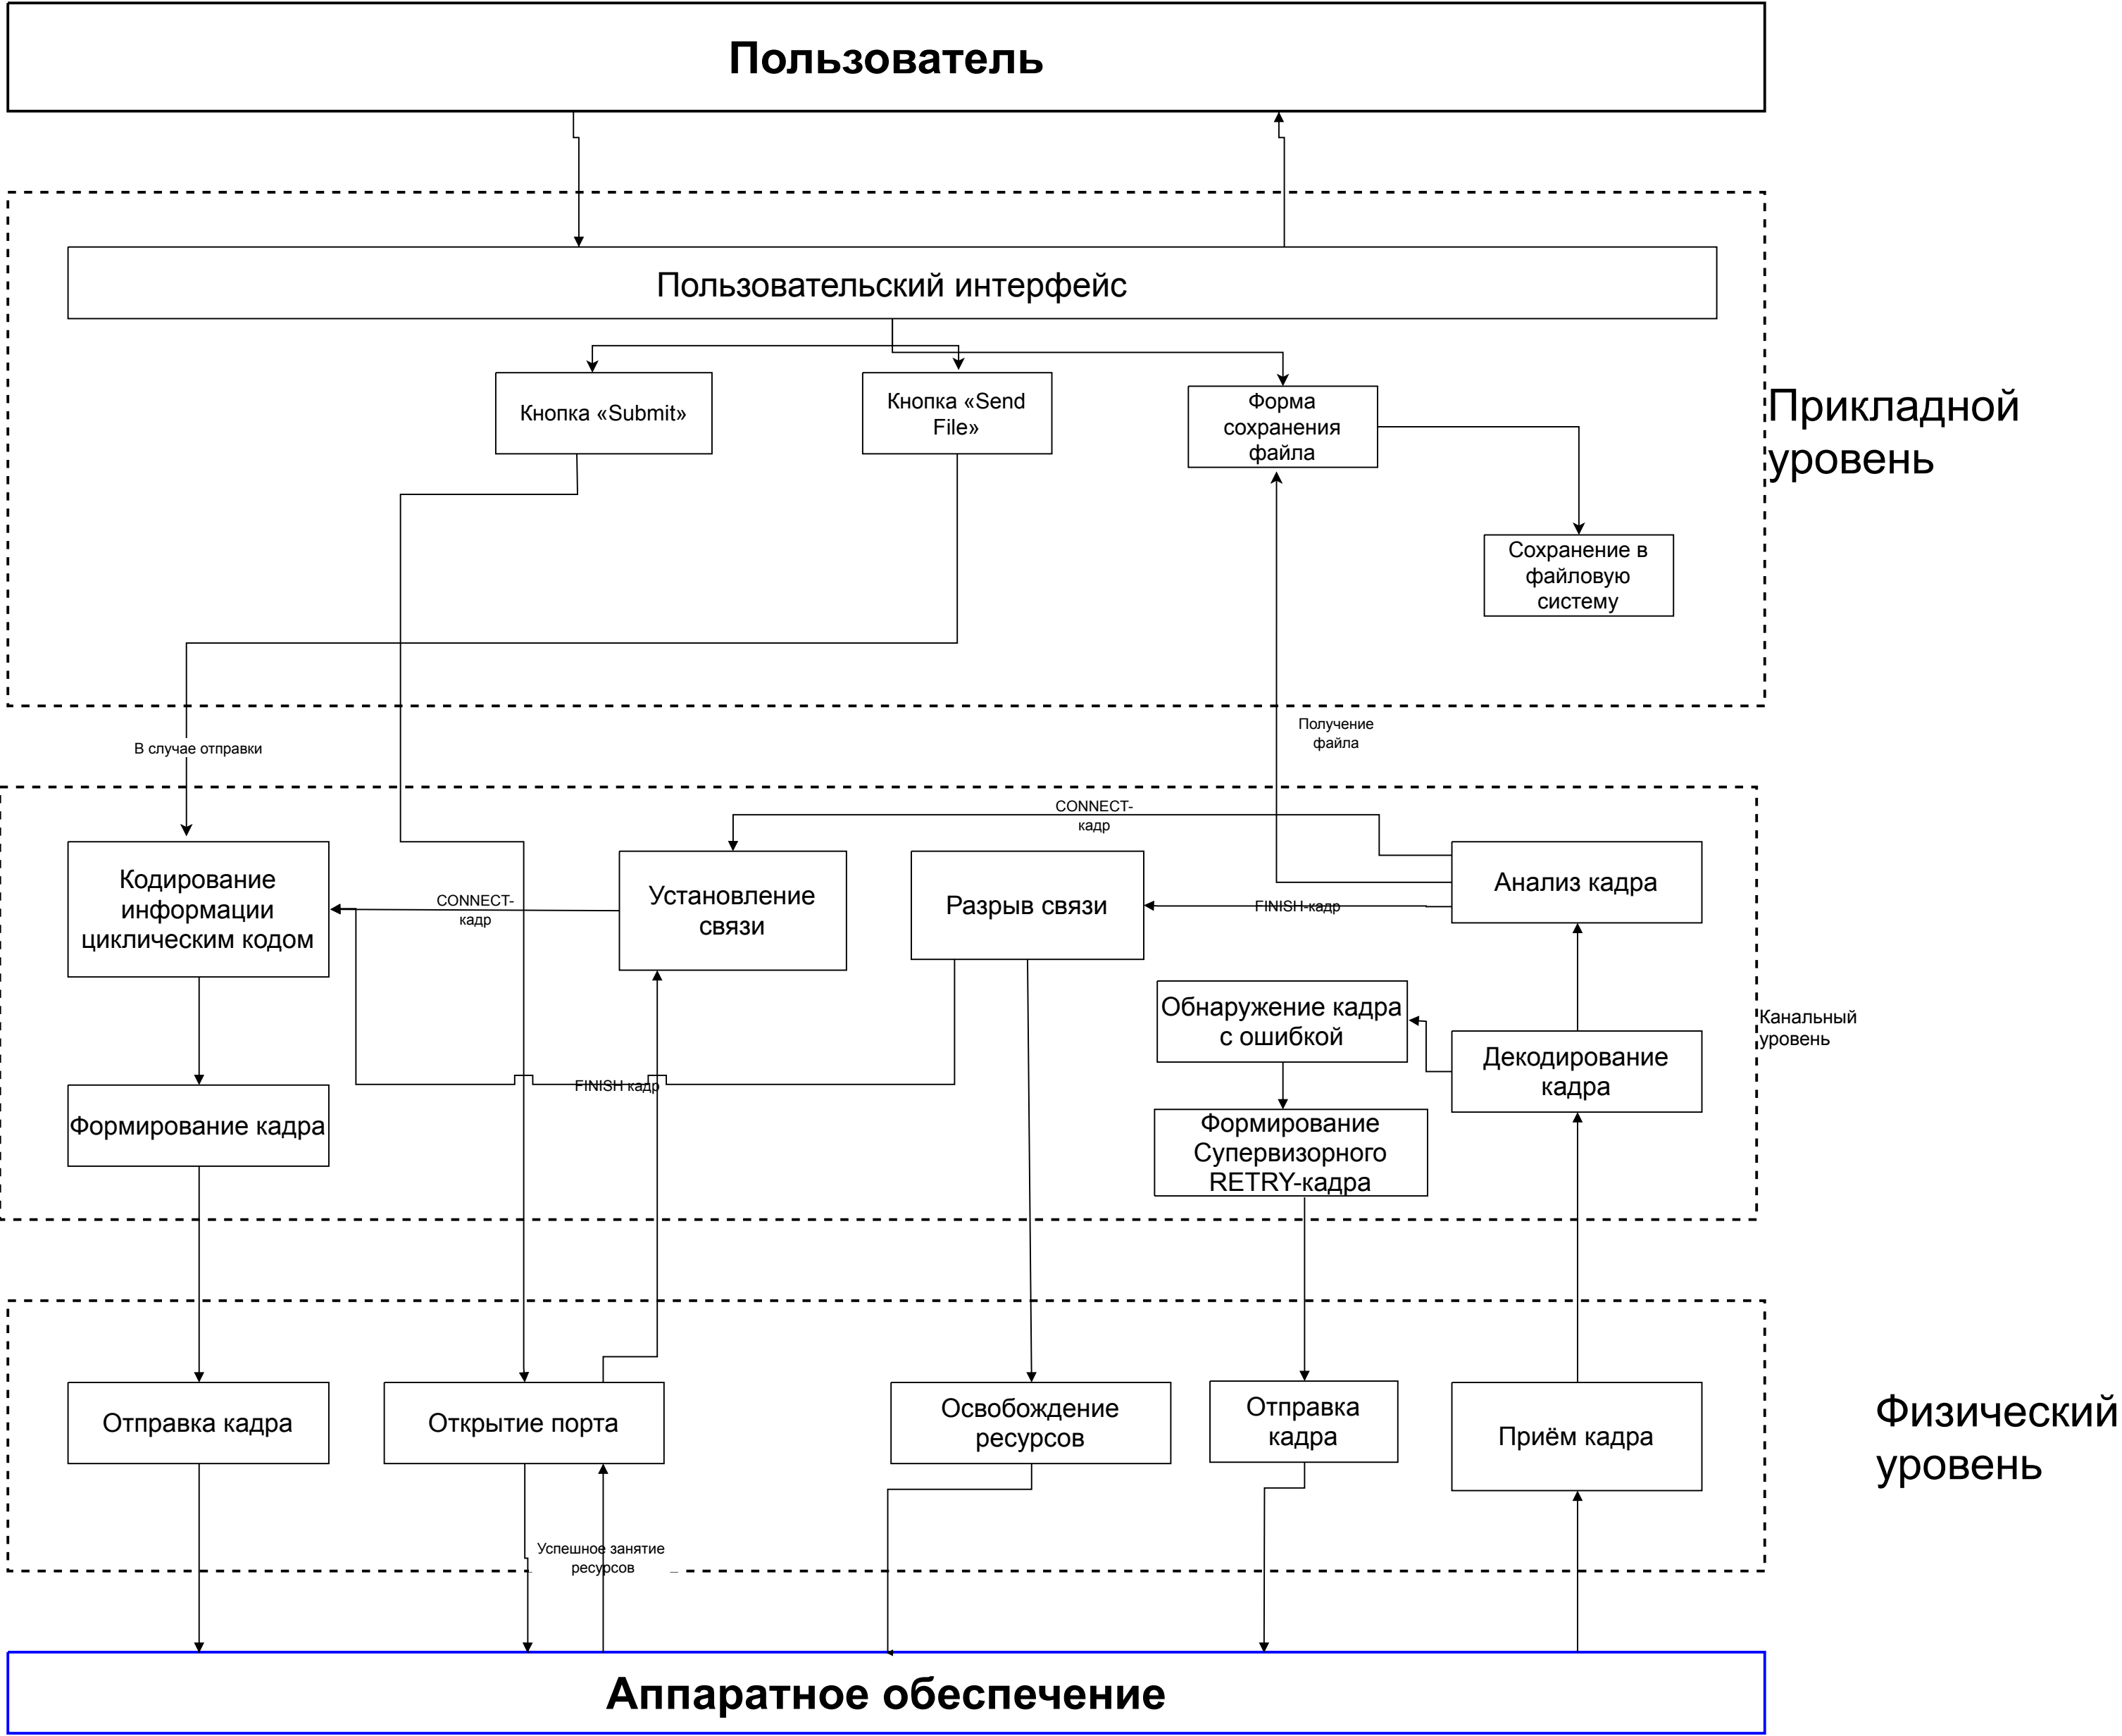 Пользователь
Пользовательский интерфейс
Кнопка «Submit»
Кнопка «Send
File»
Форма
сохранения
файла
Прикладной
уровень
Сохранение в
файловую
систему
Получение
файла
В случае отправки
CONNECT-
кадр
Кодирование
информации
циклическим кодом
CONNECT-
кадр
Установление
связи
Разрыв связи
FINISH-кадр
Анализ кадра
Обнаружение кадра
с ошибкой
Канальный
уровень
Декодирование
кадра
FINISH кадр
Формирование кадра
Формирование
Супервизорного
RETRY-кадра
Отправка кадра
Открытие порта
Освобождение
ресурсов
Отправка
кадра
Приём кадра
Физический
уровень
Успешное занятие
ресурсов
Аппаратное обеспечение